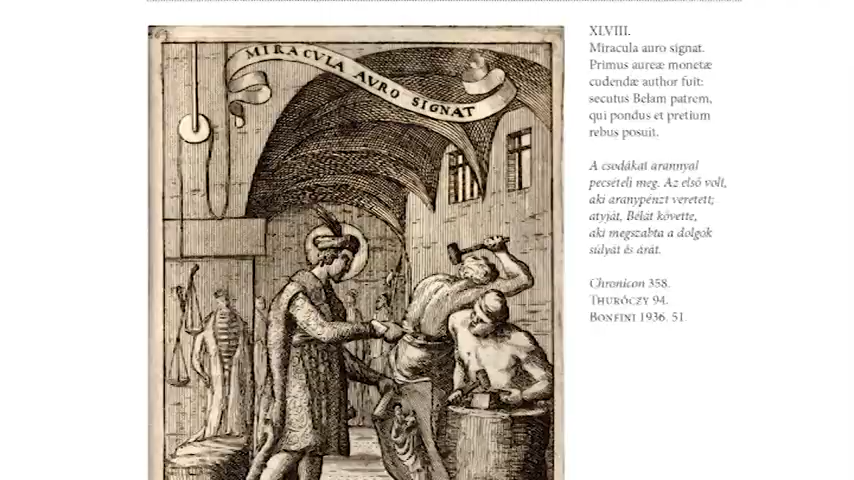 MIRACVLA AVRO SIGNAT
XLVIII.
Miracula auro signat.
Primus aureæ monetæ
cudendæ author fuit:
secutus Belam patrem,
qui pondus et pretium
rebus posuit.
A csodákat arannyal
pecsételi meg. Az első volt,
aki aranypénzt veretett;
atyját, Bélát követte,
aki megszabta a dolgok
súlyát és árát.
Chronicon 358.
THURÓCZY 94.
BONFINI 1936. 51.